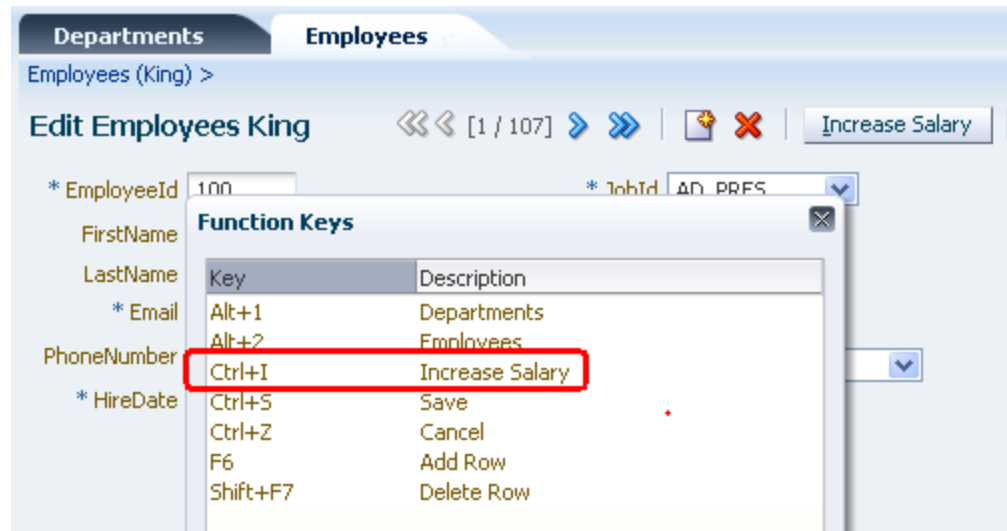 Departments Employees
Employees (King) >
Edit Employees King [1 / 107] Increase Salary
* EmployeeId 100 * JobId AD_PRES
FirstName
LastName
* Email
PhoneNumber
* HireDate
Function Keys
Key Description
Alt+1 Departments
Alt+2 Employees
Ctrl+I Increase Salary
Ctrl+S Save
Ctrl+Z Cancel
F6 Add Row
Shift+F7 Delete Row